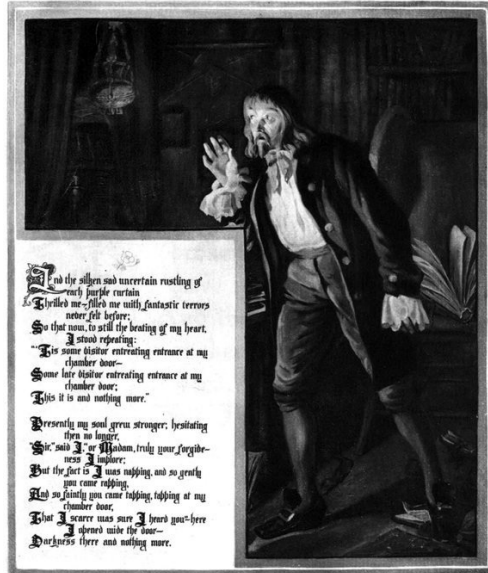 And the silken sad uncertain rustling of
each purple curtain
Thrilled me—filled me with fantastic terrors
never felt before;
So that now, to still the beating of my heart,
I stood repeating:
"'Tis some visitor entreating entrance at my
chamber door—
Some late visitor entreating entrance at my
chamber door;
This it is and nothing more."
Presently my soul grew stronger; hesitating
then no longer,
"Sir," said I, "or Madam, truly your forgive-
ness I implore;
But the fact is I was napping, and so gently
you came rapping,
And so faintly you came tapping, tapping at my
chamber door,
That I scarce was sure I heard you"—here
I opened wide the door—
Darkness there and nothing more.